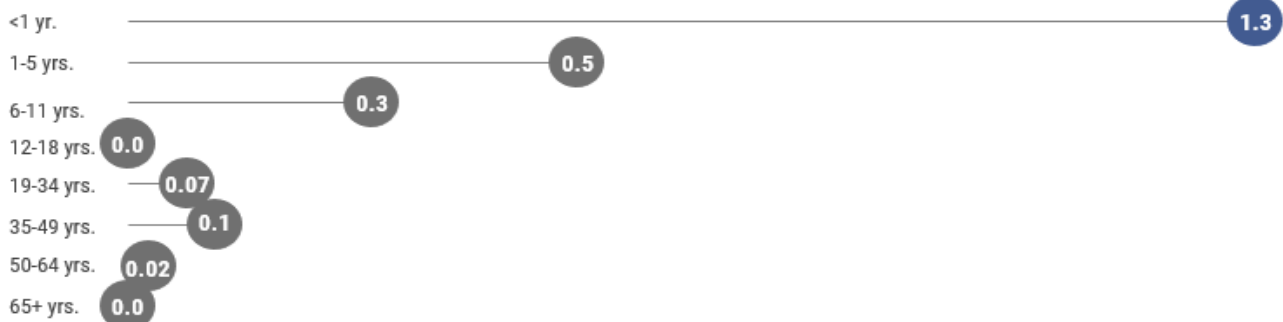 <1 yr. 1.3
1-5 yrs. 0.5
6-11 yrs. 0.3
12-18 yrs. 0.0
19-34 yrs. 0.07
35-49 yrs. 0.1
50-64 yrs. 0.02
65+ yrs. 0.0